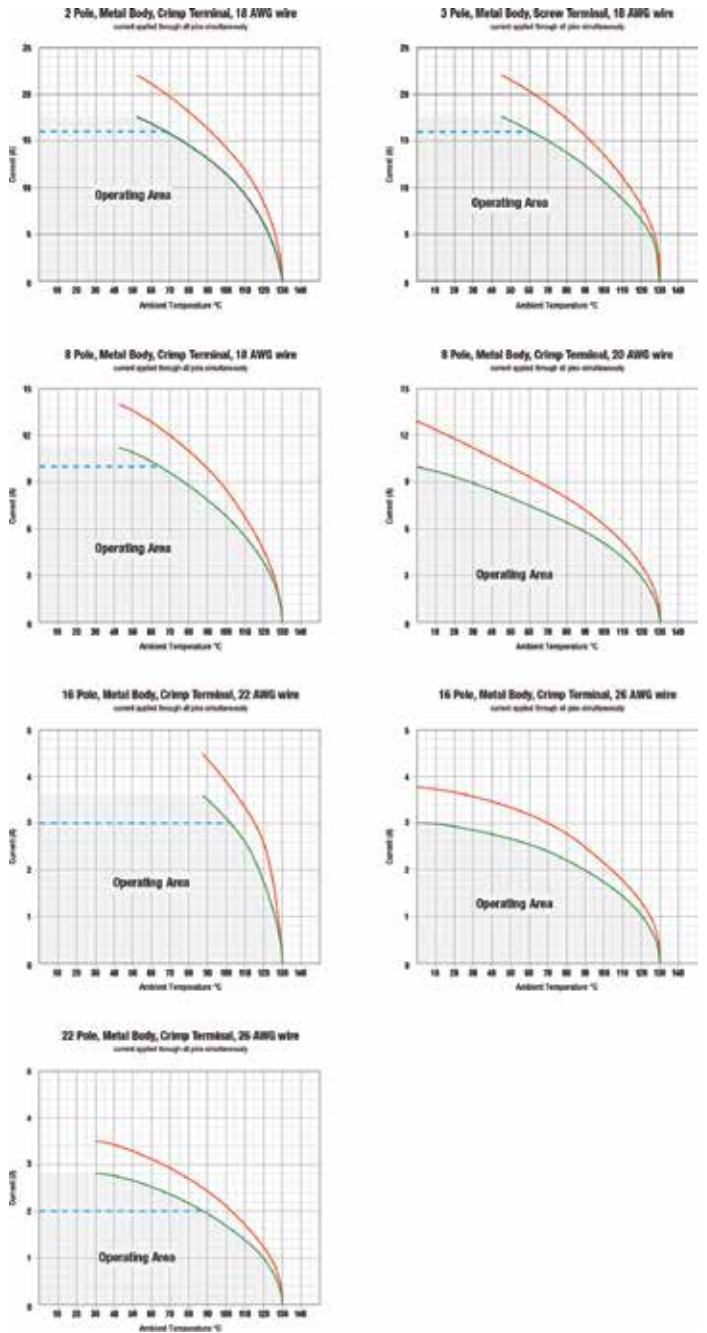 2 Pole, Metal Body, Crimp Terminal, 18 AWG wire
current applied through all pins simultaneously
25
20
15
10
5
0
Current (A)
Operating Area
10 20 30 40 50 60 70 80 90 100 110 120 130 140
Ambient Temperature °C
3 Pole, Metal Body, Screw Terminal, 18 AWG wire
current applied through all pins simultaneously
25
20
15
10
5
0
Current (A)
Operating Area
10 20 30 40 50 60 70 80 90 100 110 120 130 140
Ambient Temperature °C
8 Pole, Metal Body, Crimp Terminal, 18 AWG wire
current applied through all pins simultaneously
15
12
9
6
3
0
Current (A)
Operating Area
10 20 30 40 50 60 70 80 90 100 110 120 130 140
Ambient Temperature °C
8 Pole, Metal Body, Crimp Terminal, 20 AWG wire
current applied through all pins simultaneously
15
12
9
6
3
0
Current (A)
Operating Area
10 20 30 40 50 60 70 80 90 100 110 120 130 140
Ambient Temperature °C
16 Pole, Metal Body, Crimp Terminal, 22 AWG wire
current applied through all pins simultaneously
5
4
3
2
1
0
Current (A)
Operating Area
10 20 30 40 50 60 70 80 90 100 110 120 130 140
Ambient Temperature °C
16 Pole, Metal Body, Crimp Terminal, 26 AWG wire
current applied through all pins simultaneously
5
4
3
2
1
0
Current (A)
Operating Area
10 20 30 40 50 60 70 80 90 100 110 120 130 140
Ambient Temperature °C
22 Pole, Metal Body, Crimp Terminal, 26 AWG wire
current applied through all pins simultaneously
5
4
3
2
1
0
Current (A)
Operating Area
10 20 30 40 50 60 70 80 90 100 110 120 130 140
Ambient Temperature °C